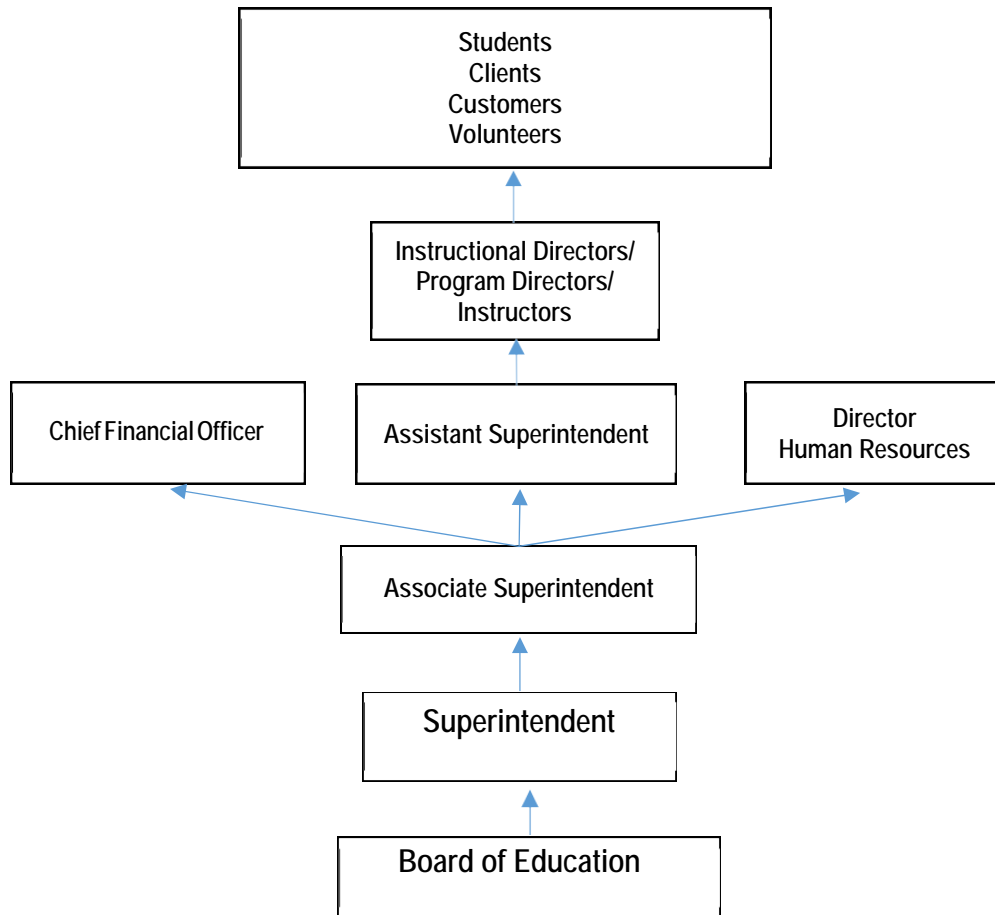 Students
Clients
Customers
Volunteers
Instructional Directors/
Program Directors/
Instructors
Chief Financial Officer
Assistant Superintendent
Director
Human Resources
Associate Superintendent
Superintendent
Board of Education